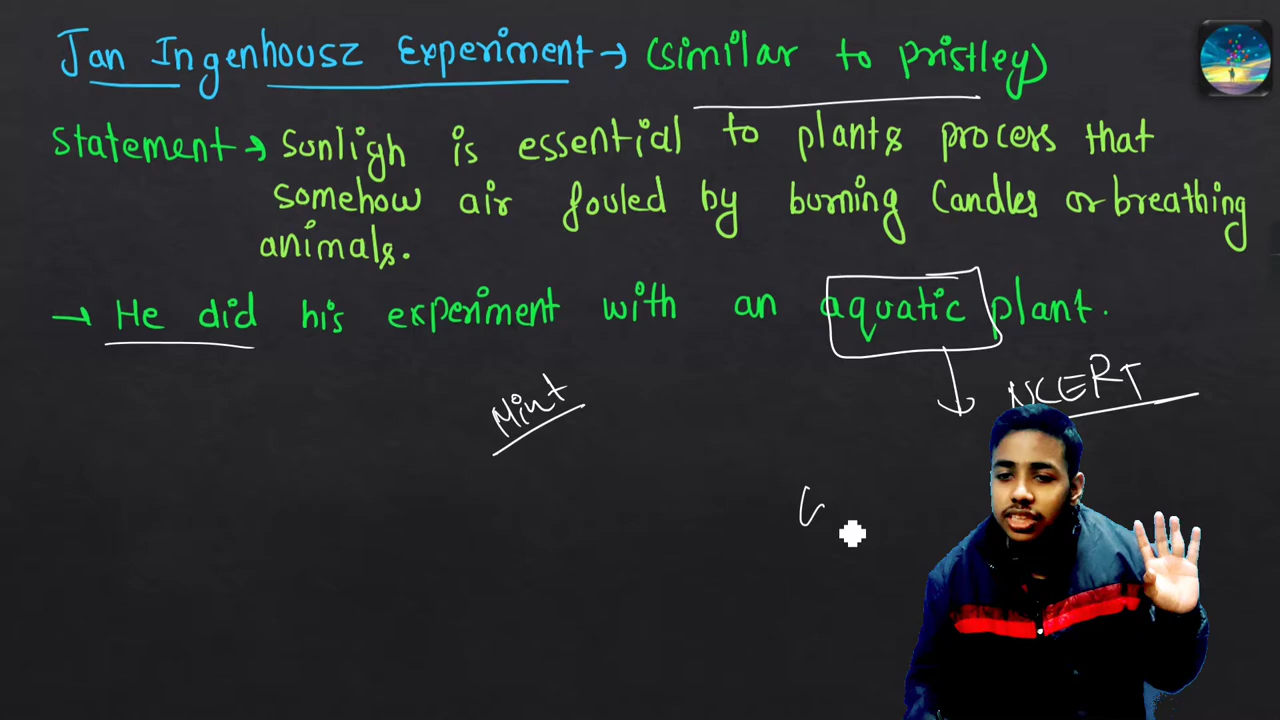 Jan Ingenhousz Experiment → (similar to pristley)
Statement → Sunligh is essential to plants process that
somehow air fouled by burning Candles or breathing
animals.
→ He did his experiment with an aquatic plant.
NCERT
Mint